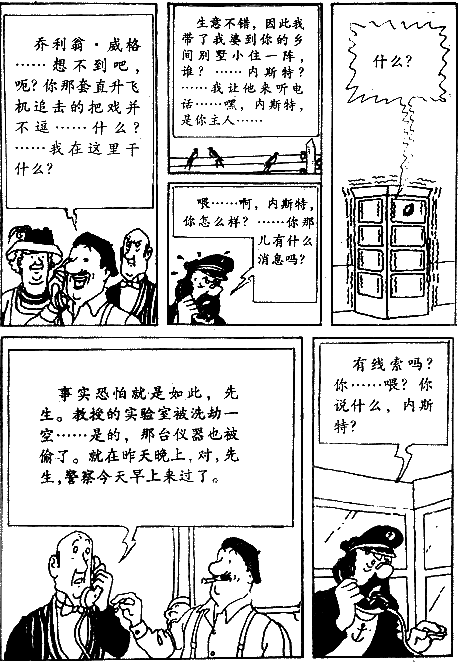 乔利翁·威格
……想不到吧，
呃？你那套直升飞
机追去的把戏并
不逗……什么？
……我在这里干
什么？
生意不错，因此我
带了我婆到你的乡
间别墅小住一阵，
谁？……内斯特？
……我让他来听电
话……嘿，内斯特，
是你主人……
什么？
喂……啊，内斯特，
你怎么样？……你那
儿有什么
消息吗？
事实恐怕就是如此，先
生。教授的实验室被洗劫一
空……是的，那台仪器也被
偷了。就在昨天晚上，对，先
生，警察今天早上来过了。
有线索吗？
你……喂？你
说什么，内斯
特？